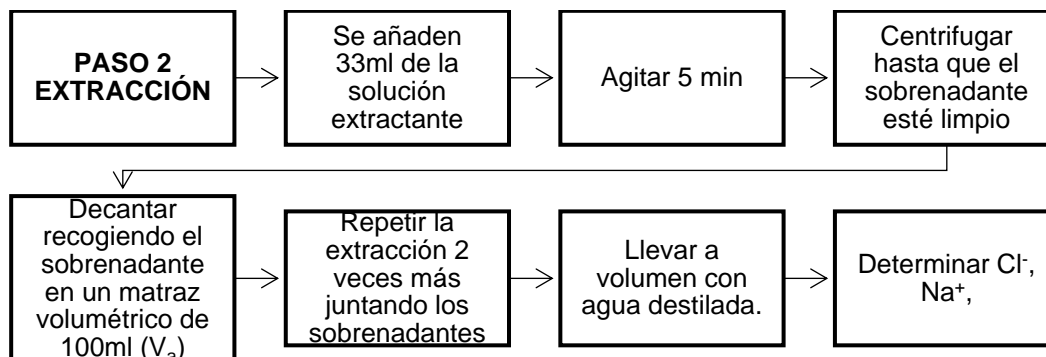 PASO 2
EXTRACCIÓN
Se añaden
33ml de la
solución
extractante
Agitar 5 min
Centrifugar
hasta que el
sobrenadante
esté limpio
Decantar
recogiendo el
sobrenadante
en un matraz
volumétrico de
100ml (Vₐ)
Repetir la
extracción 2
veces más
juntando los
sobrenadantes
Llevar a
volumen con
agua destilada.
Determinar Cl⁻,
Na⁺,